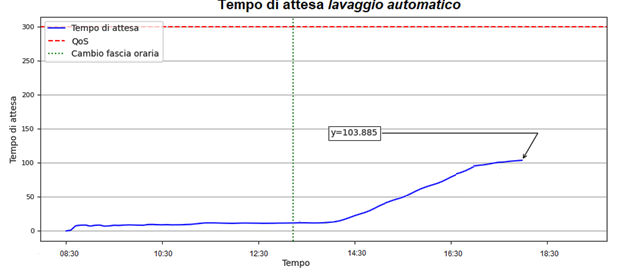 Tempo di attesa lavaggio automatico
Tempo di attesa
QoS
Cambio fascia oraria
300
250
200
150
100
50
0
Tempo di attesa
y=103.885
08:30
10:30
12:30
14:30
16:30
18:30
Tempo